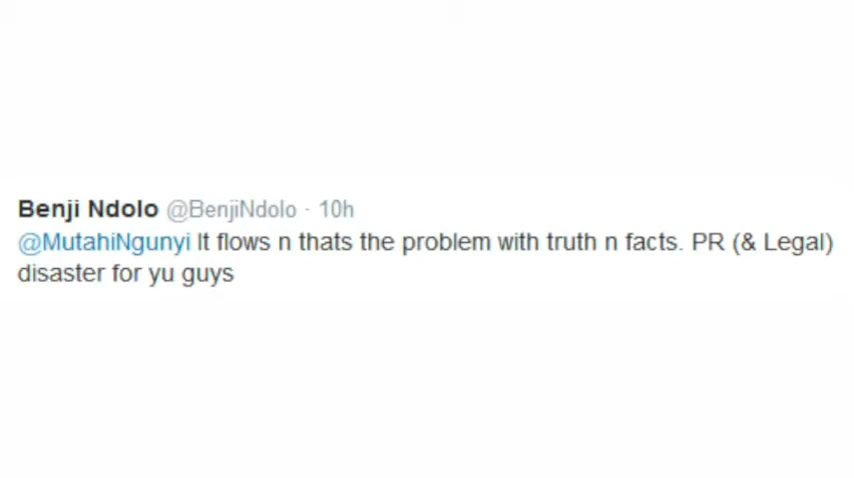 Benji Ndolo @BenjiNdolo · 10h
@MutahiNgunyi It flows n thats the problem with truth n facts. PR (& Legal)
disaster for yu guys